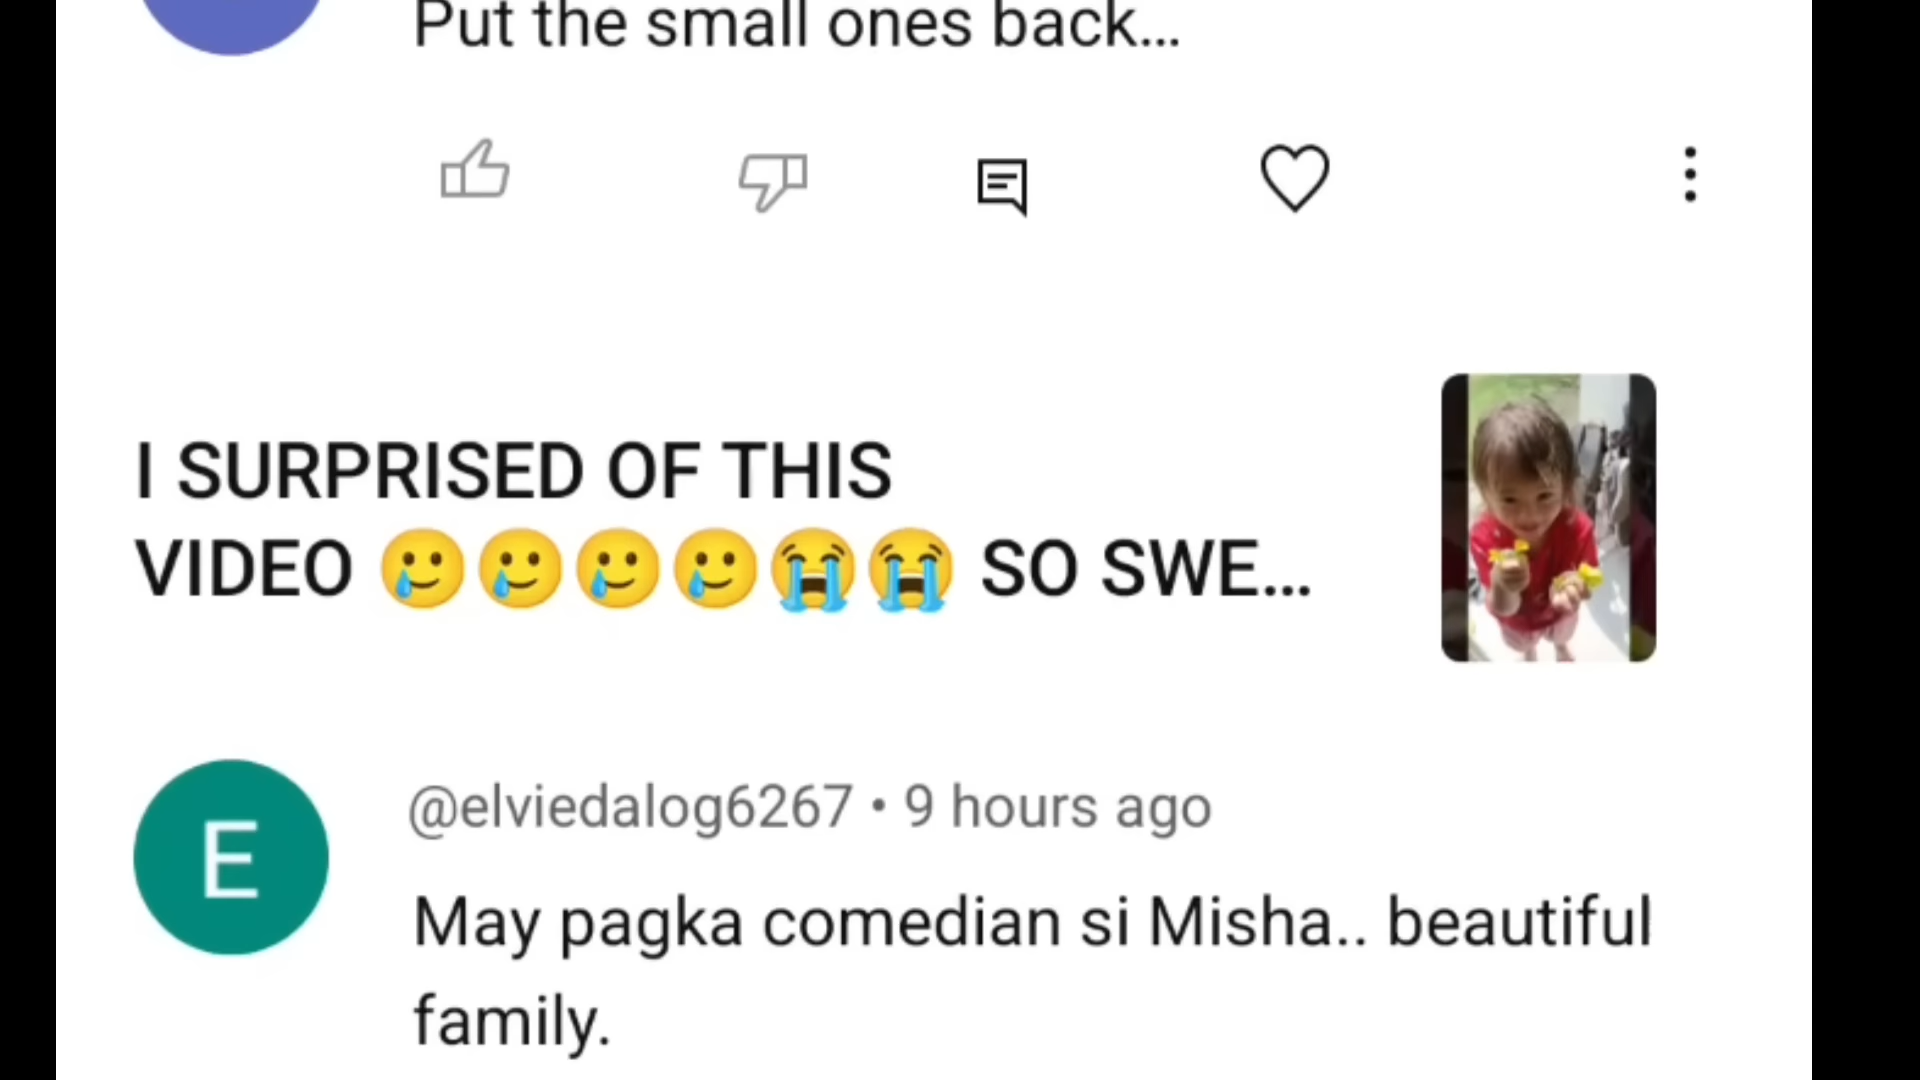 Put the small ones back...
I SURPRISED OF THIS
VIDEO 🥲🥲🥲🥲😭😭 SO SWE...
@elviedalog6267 • 9 hours ago
E
May pagka comedian si Misha.. beautiful
family.